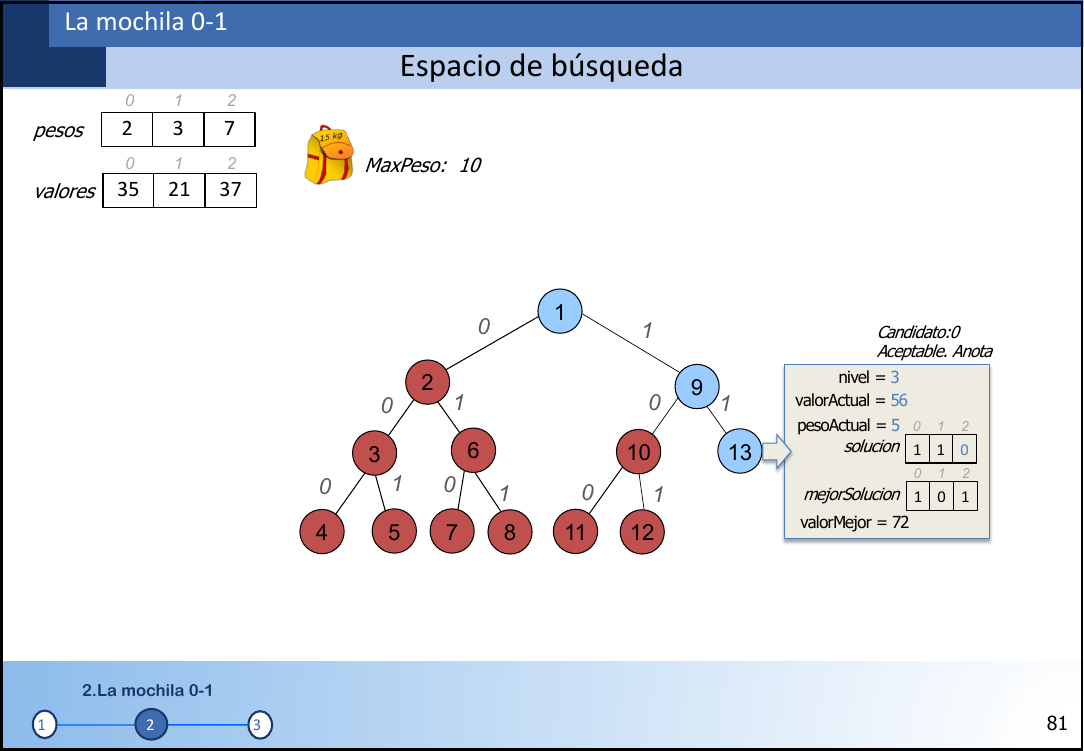 La mochila 0-1
Espacio de búsqueda
0 1 2
pesos 2 3 7
0 1 2
valores 35 21 37
15 kg
MaxPeso: 10
1
0 1
2 9
0 1 0 1
3 6 10 13
0 1 0 1 0 1
4 5 7 8 11 12
Candidato:0
Aceptable. Anota
nivel = 3
valorActual = 56
pesoActual = 5 0 1 2
solucion 1 1 0
0 1 2
mejorSolucion 1 0 1
valorMejor = 72
2.La mochila 0-1
1 2 3
81